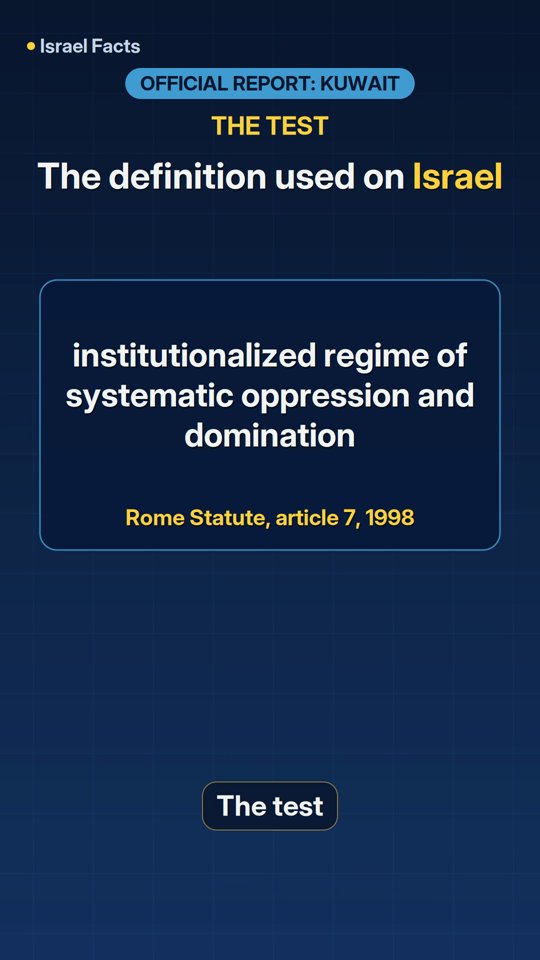 Israel Facts
OFFICIAL REPORT: KUWAIT
THE TEST
The definition used on Israel
institutionalized regime of
systematic oppression and
domination
Rome Statute, article 7, 1998
The test